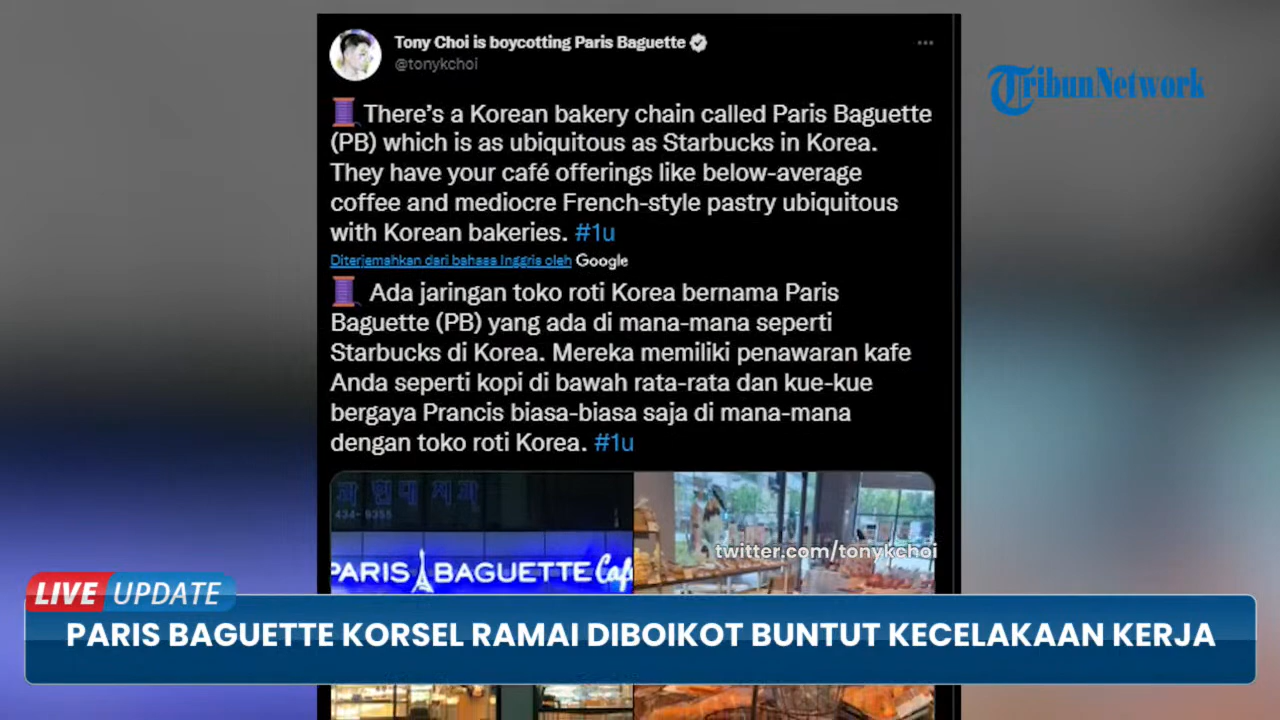 Tony Choi is boycotting Paris Baguette
@tonykchoi
TribunNetwork
There's a Korean bakery chain called Paris Baguette
(PB) which is as ubiquitous as Starbucks in Korea.
They have your café offerings like below-average
coffee and mediocre French-style pastry ubiquitous
with Korean bakeries. #1u
Diterjemahkan dari bahasa Inggris oleh Google
Ada jaringan toko roti Korea bernama Paris
Baguette (PB) yang ada di mana-mana seperti
Starbucks di Korea. Mereka memiliki penawaran kafe
Anda seperti kopi di bawah rata-rata dan kue-kue
bergaya Prancis biasa-biasa saja di mana-mana
dengan toko roti Korea. #1u
434-9355
twitter.com/tonykchoi
PARIS BAGUETTE Caf
LIVE UPDATE
PARIS BAGUETTE KORSEL RAMAI DIBOIKOT BUNTUT KECELAKAAN KERJA